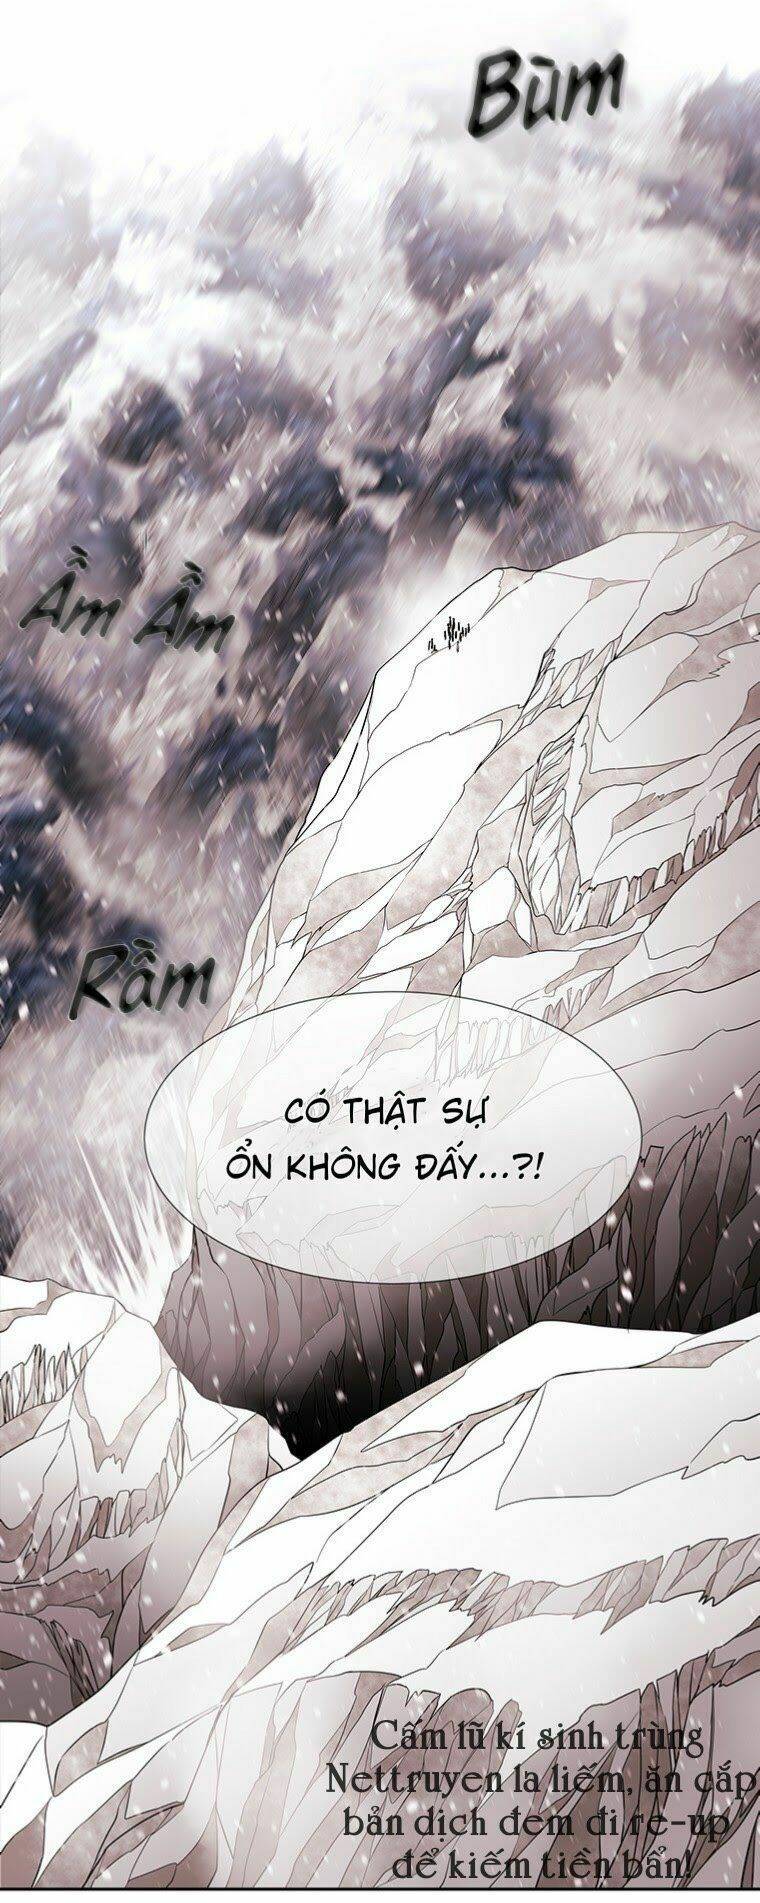 Bùm
Ầm Ầm
Rầm
CÓ THẬT SỰ
ỔN KHÔNG ĐẤY...?!
Cấm lũ kí sinh trùng
Nettruyen la liếm, ăn cắp
bản dịch đem đi re-up
để kiếm tiền bẩn!